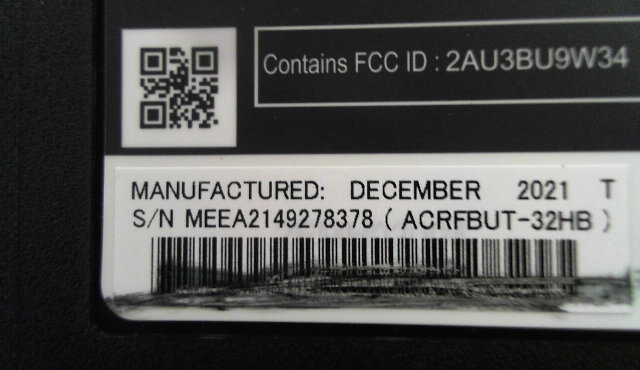 Contains FCC ID : 2AU3BU9W34
MANUFACTURED: DECEMBER 2021 T
S/N MEEA2149278378 ( ACRFBUT-32HB )